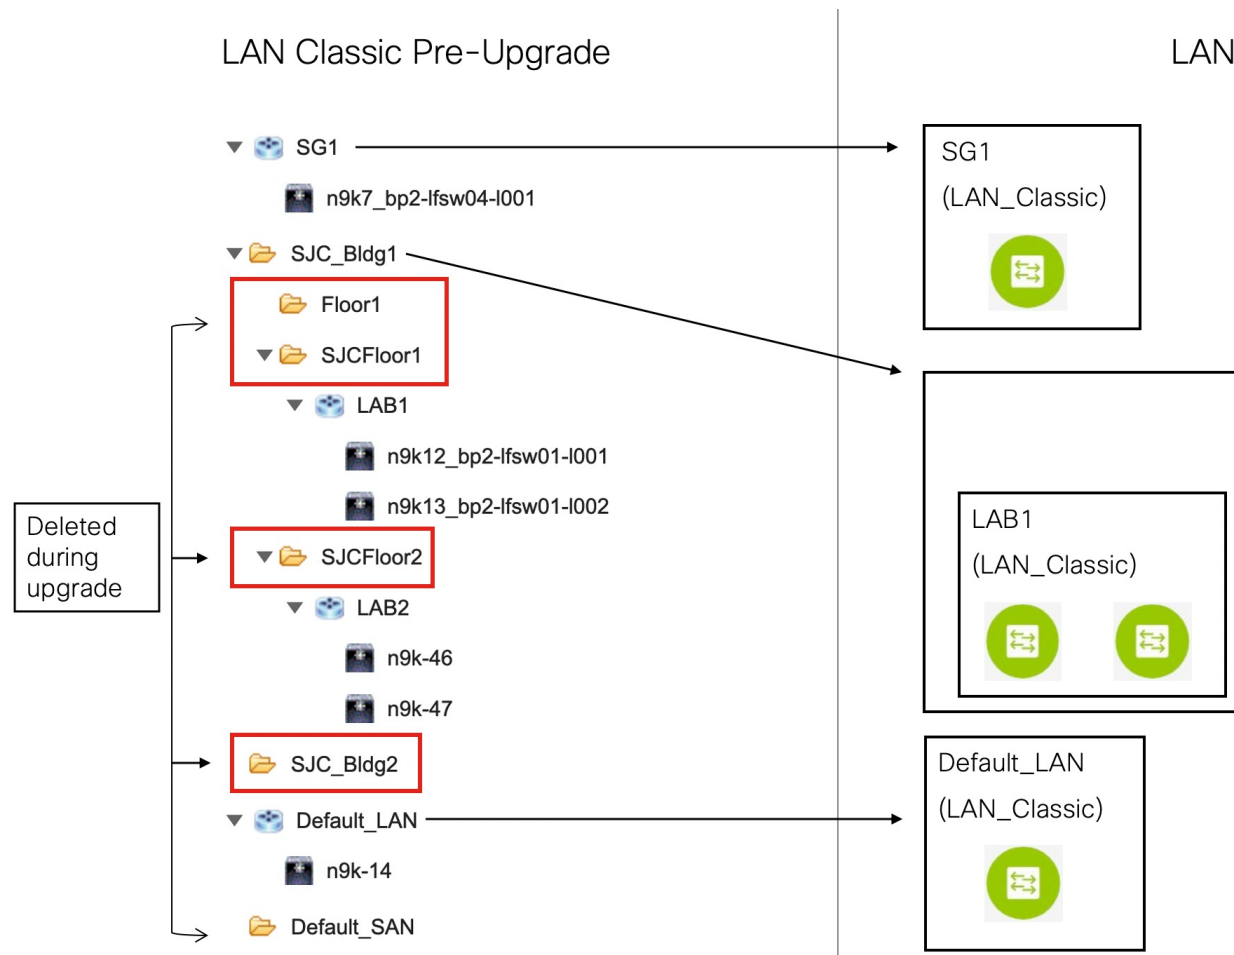 LAN Classic Pre-Upgrade
LAN
SG1
n9k7_bp2-lfsw04-l001
SJC_Bldg1
Floor1
SJCFloor1
LAB1
n9k12_bp2-lfsw01-l001
n9k13_bp2-lfsw01-l002
SJCFloor2
LAB2
n9k-46
n9k-47
SJC_Bldg2
Default_LAN
n9k-14
Default_SAN
Deleted
during
upgrade
SG1
(LAN_Classic)
LAB1
(LAN_Classic)
Default_LAN
(LAN_Classic)